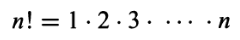 n! = 1 · 2 · 3 · ⋯ · n